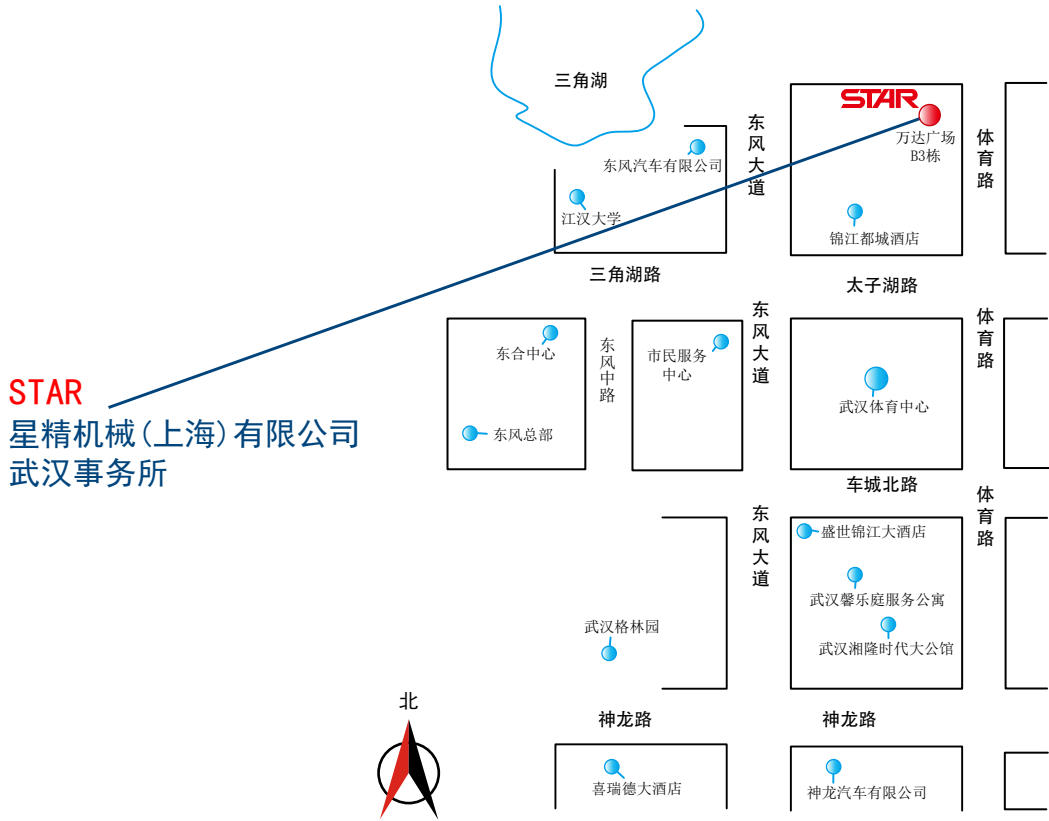 三角湖
STAR
万达广场
B3栋
东风大道
体育路
东风汽车有限公司
江汉大学
锦江都城酒店
三角湖路
太子湖路
东合中心
东风中路
市民服务
中心
东风大道
武汉体育中心
体育路
东风总部
STAR
星精机械(上海)有限公司
武汉事务所
车城北路
东风大道
体育路
盛世锦江大酒店
武汉馨乐庭服务公寓
武汉格林园
武汉湘隆时代大公馆
北
神龙路
神龙路
喜瑞德大酒店
神龙汽车有限公司